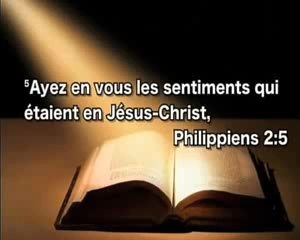 ⁵Ayez en vous les sentiments qui
étaient en Jésus-Christ,
Philippiens 2:5